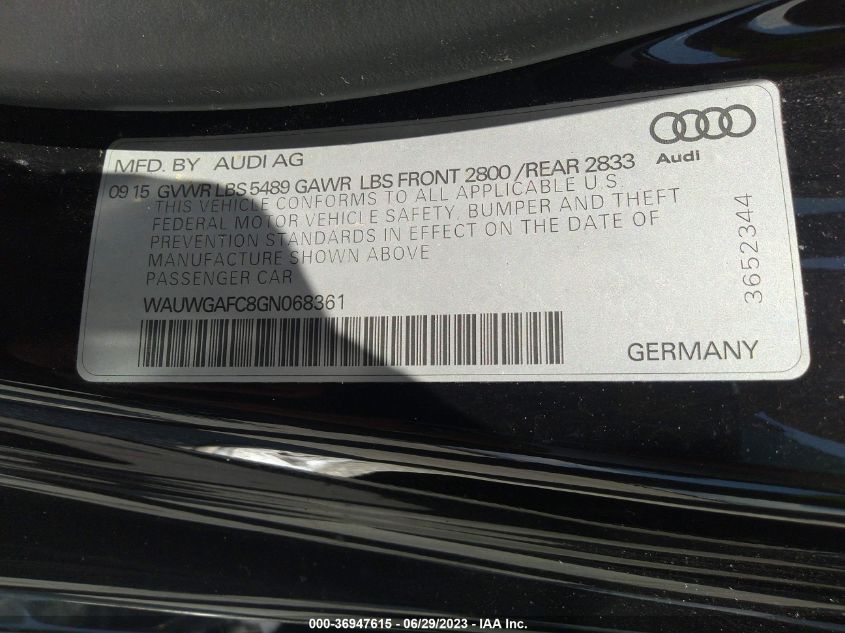 MFD. BY AUDI AG
Audi
09 15 GVWR LBS 5489 GAWR LBS FRONT 2800 /REAR 2833
THIS VEHICLE CONFORMS TO ALL APPLICABLE U.S.
FEDERAL MOTOR VEHICLE SAFETY, BUMPER AND THEFT
PREVENTION STANDARDS IN EFFECT ON THE DATE OF
MANUFACTURE SHOWN ABOVE
PASSENGER CAR
WAUWGAFC8GN068361
3652344
GERMANY
000-36947615 - 06/29/2023 - IAA Inc.